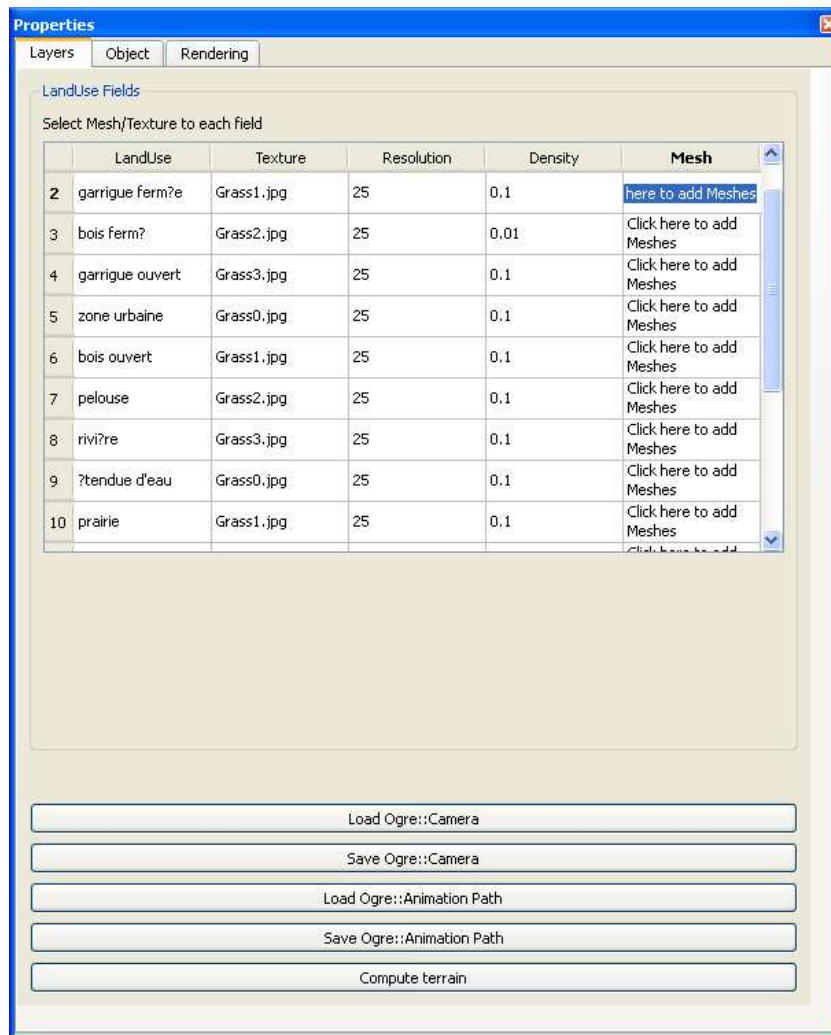 Properties
Layers Object Rendering
LandUse Fields
Select Mesh/Texture to each field
LandUse Texture Resolution Density Mesh
2 garrigue ferm?e Grass1.jpg 25 0.1 here to add Meshes
3 bois ferm? Grass2.jpg 25 0.01 Click here to add
Meshes
4 garrigue ouvert Grass3.jpg 25 0.1 Click here to add
Meshes
5 zone urbaine Grass0.jpg 25 0.1 Click here to add
Meshes
6 bois ouvert Grass1.jpg 25 0.1 Click here to add
Meshes
7 pelouse Grass2.jpg 25 0.1 Click here to add
Meshes
8 rivi?re Grass3.jpg 25 0.1 Click here to add
Meshes
9 ?tendue d'eau Grass0.jpg 25 0.1 Click here to add
Meshes
10 prairie Grass1.jpg 25 0.1 Click here to add
Meshes
Click here to add
Load Ogre::Camera
Save Ogre::Camera
Load Ogre::Animation Path
Save Ogre::Animation Path
Compute terrain